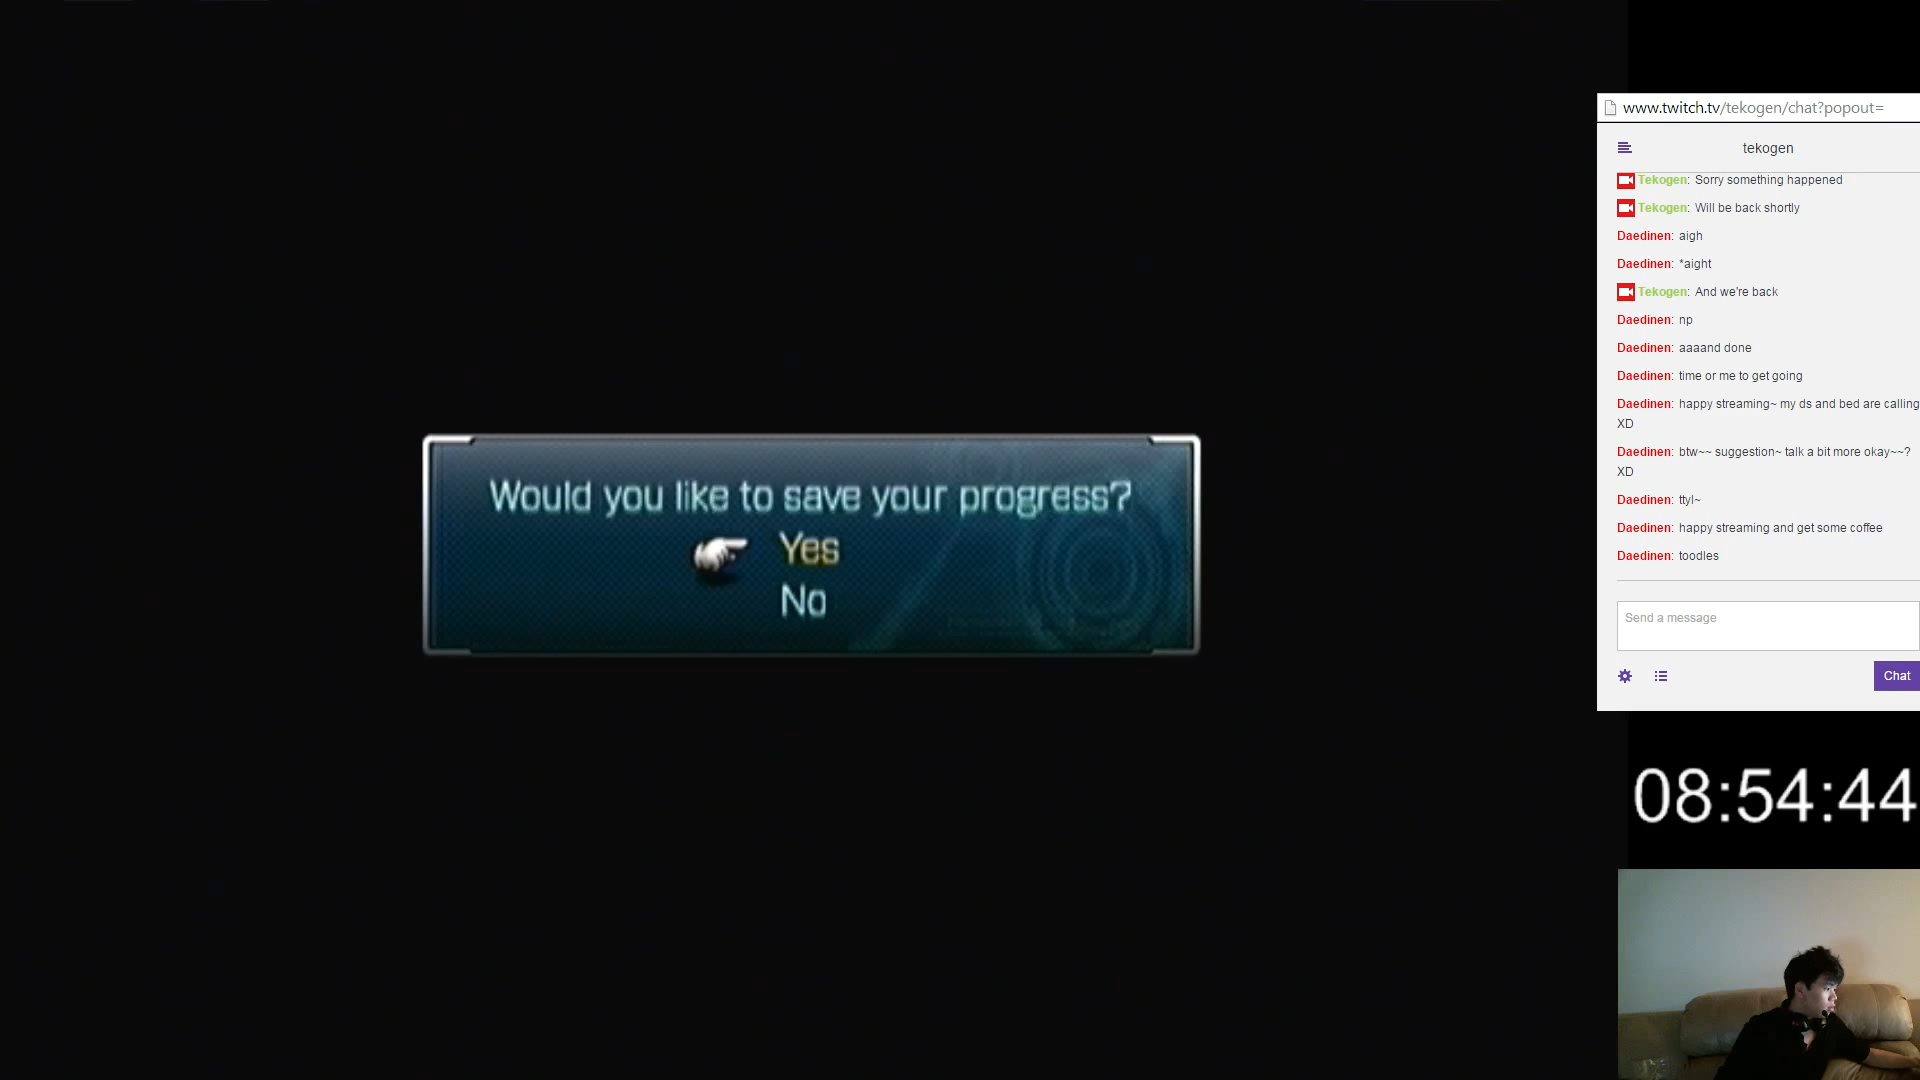 www.twitch.tv/tekogen/chat?popout=
tekogen
Tekogen: Sorry something happened
Tekogen: Will be back shortly
Daedinen: aigh
Daedinen: *aight
Tekogen: And we're back
Daedinen: np
Daedinen: aaaand done
Daedinen: time or me to get going
Daedinen: happy streaming~ my ds and bed are calling
XD
Daedinen: btw~~ suggestion~ talk a bit more okay~~?
XD
Daedinen: ttyl~
Daedinen: happy streaming and get some coffee
Daedinen: toodles
Send a message
Chat
Would you like to save your progress?
Yes
No
08:54:44